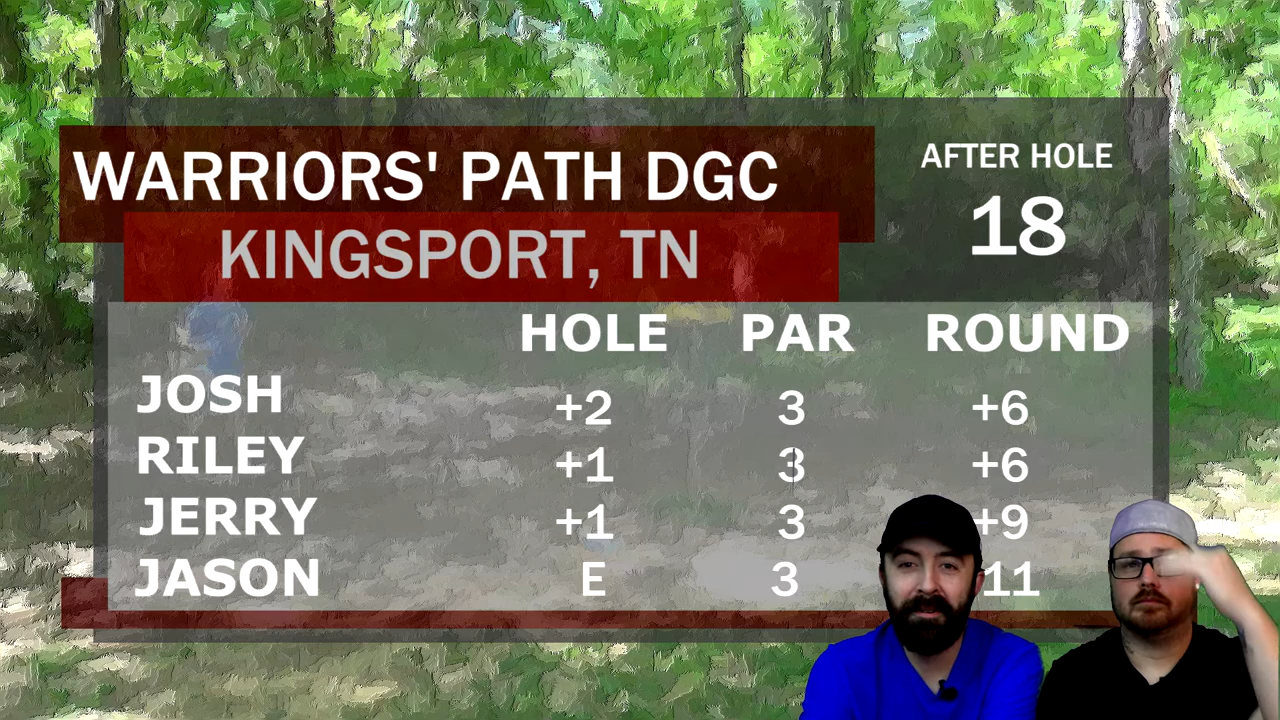 WARRIORS' PATH DGC
KINGSPORT, TN
AFTER HOLE
18
HOLE PAR ROUND
JOSH +2 3 +6
RILEY +1 3 +6
JERRY +1 3 +9
JASON E 3 11